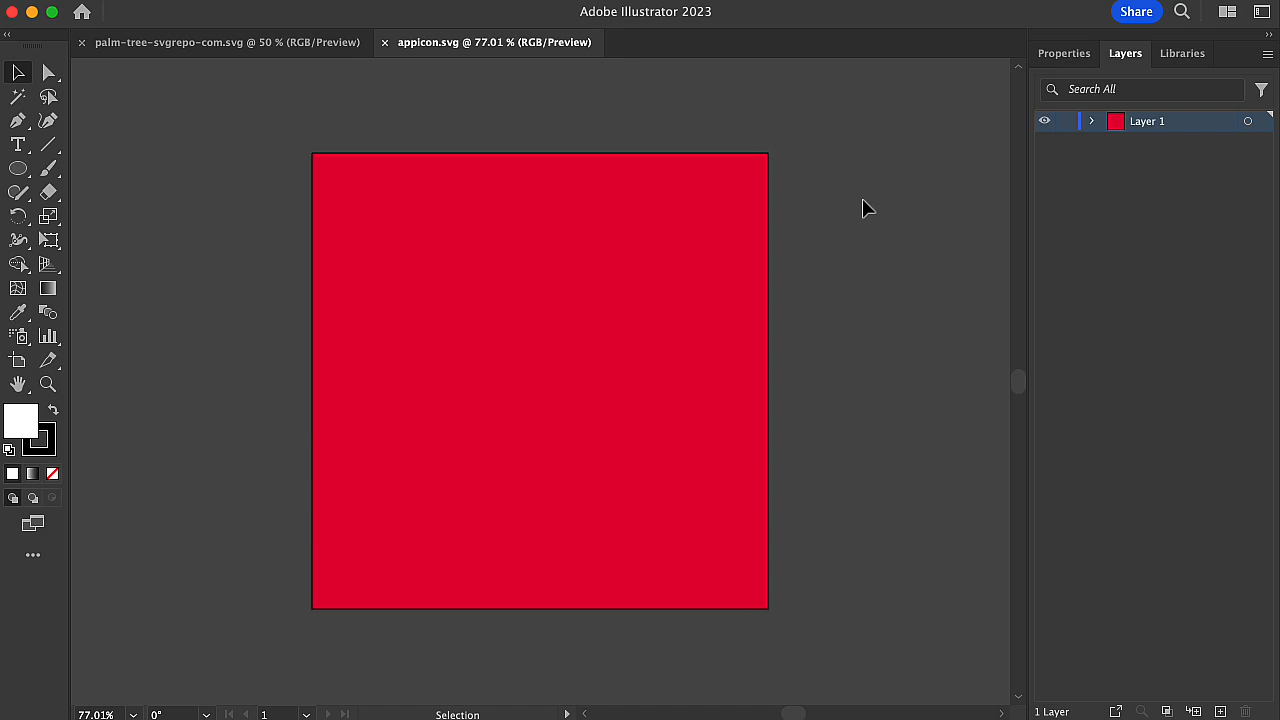 Adobe Illustrator 2023
Share
palm-tree-svgrepo-com.svg @ 50 % (RGB/Preview)
appicon.svg @ 77.01 % (RGB/Preview)
Properties
Layers
Libraries
Search All
Layer 1
77.01%
0°
1
Selection
1 Layer